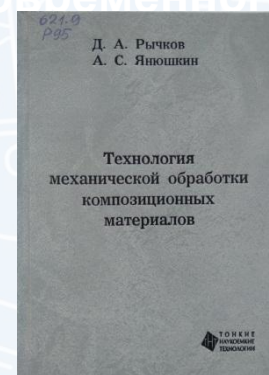 621.9
Р95
Д. А. Рычков
А. С. Янюшкин
Технология
механической обработки
композиционных
материалов
ТОНКИЕ
НАУКОЕМКИЕ
ТЕХНОЛОГИИ